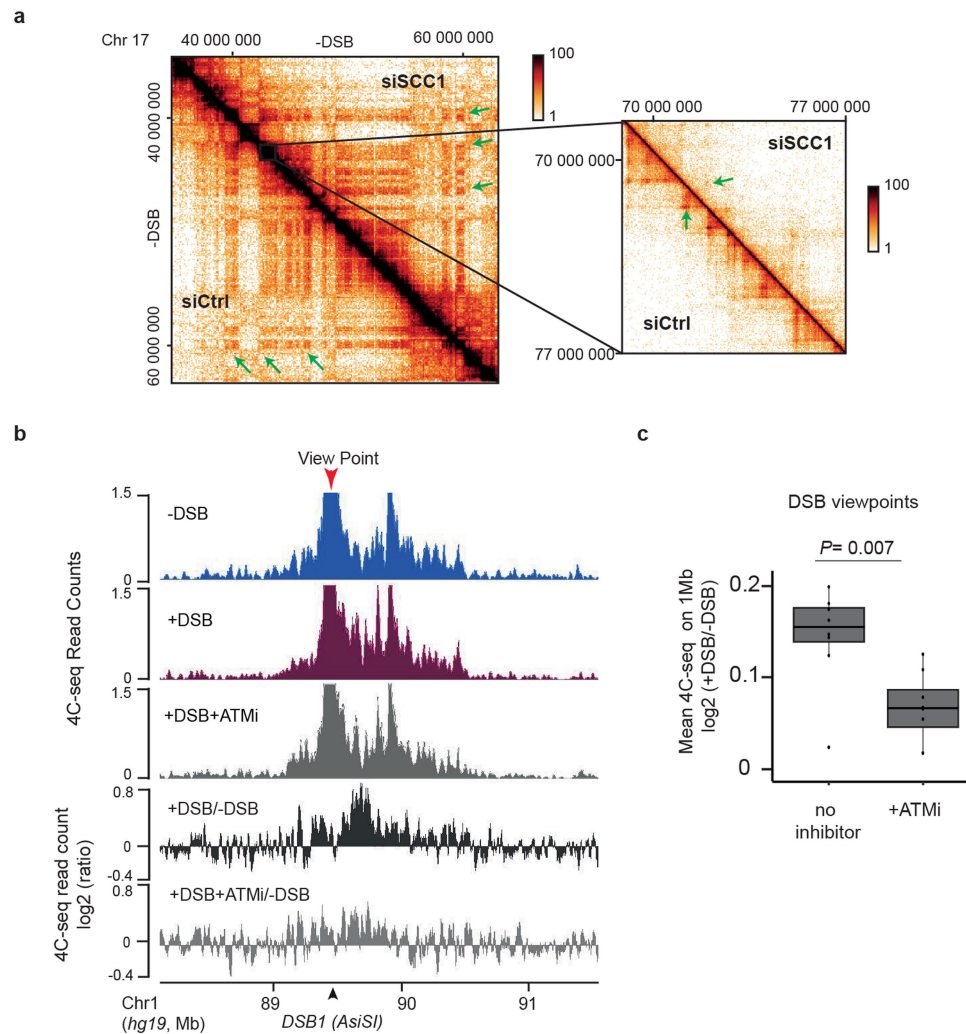 a
Chr 17
40 000 000
-DSB
60 000 000
siSCC1
100
1
40 000 000
-DSB
siCtrl
60 000 000
70 000 000
77 000 000
siSCC1
70 000 000
100
1
siCtrl
77 000 000
b
View Point
4C-seq Read Counts
1.5
-DSB
0
1.5
+DSB
0
1.5
+DSB+ATMi
0
4C-seq read count
log2 (ratio)
0.8
+DSB/-DSB
0
-0.4
0.8
+DSB+ATMi/-DSB
0
-0.4
Chr1
(hg19, Mb)
89
90
91
DSB1 (AsiSI)
c
DSB viewpoints
P= 0.007
Mean 4C-seq on 1Mb
log2 (+DSB/-DSB)
0.2
0.1
0
no
inhibitor
+ATMi